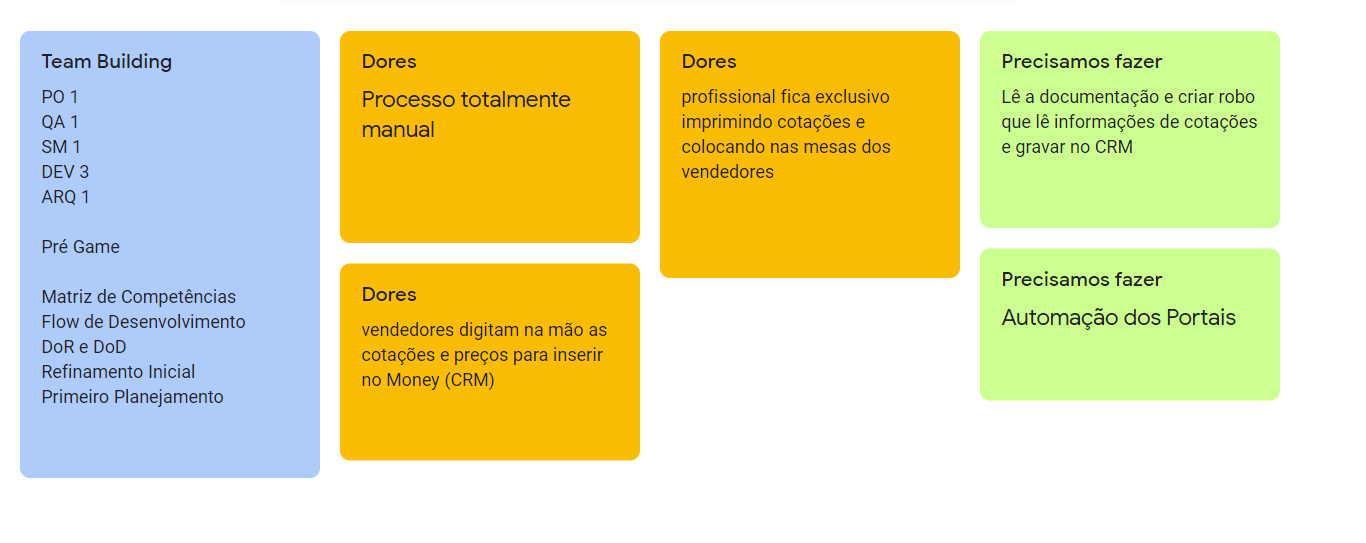 Team Building
PO 1
QA 1
SM 1
DEV 3
ARQ 1
Pré Game
Matriz de Competências
Flow de Desenvolvimento
DoR e DoD
Refinamento Inicial
Primeiro Planejamento
Dores
Processo totalmente
manual
Dores
vendedores digitam na mão as
cotações e preços para inserir
no Money (CRM)
Dores
profissional fica exclusivo
imprimindo cotações e
colocando nas mesas dos
vendedores
Precisamos fazer
Lê a documentação e criar robo
que lê informações de cotações
e gravar no CRM
Precisamos fazer
Automação dos Portais